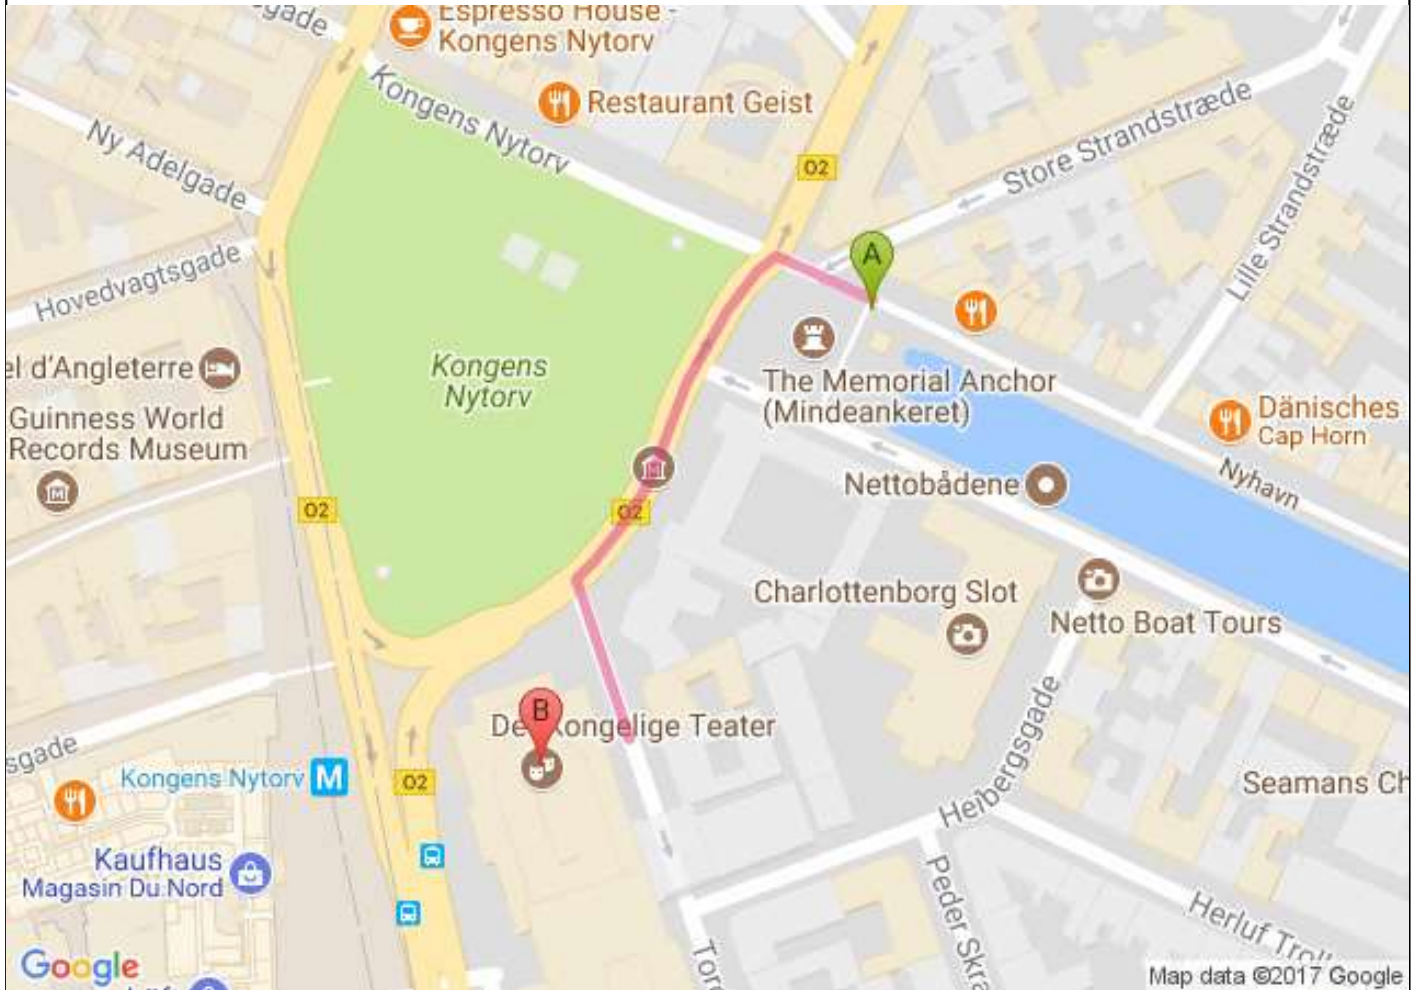 Espresso House -
Kongens Nytorv
Kongens Nytorv
Restaurant Geist
Ny Adelgade
O2
Store Strandstræde
Lille Strandstræde
A
Hovedvagtsgade
Kongens
Nytorv
el d'Angleterre
Guinness World
Records Museum
The Memorial Anchor
(Mindeankeret)
Dänisches
Cap Horn
Nyhavn
Nettobådene
O2
O2
Charlottenborg Slot
Netto Boat Tours
B
Kongelige Teater
sgade
Kongens Nytorv
M
O2
Heibergsgade
Seamans Ch
Kaufhaus
Magasin Du Nord
Peder Skra
Herluf Troll
Tord
Google
Map data ©2017 Google